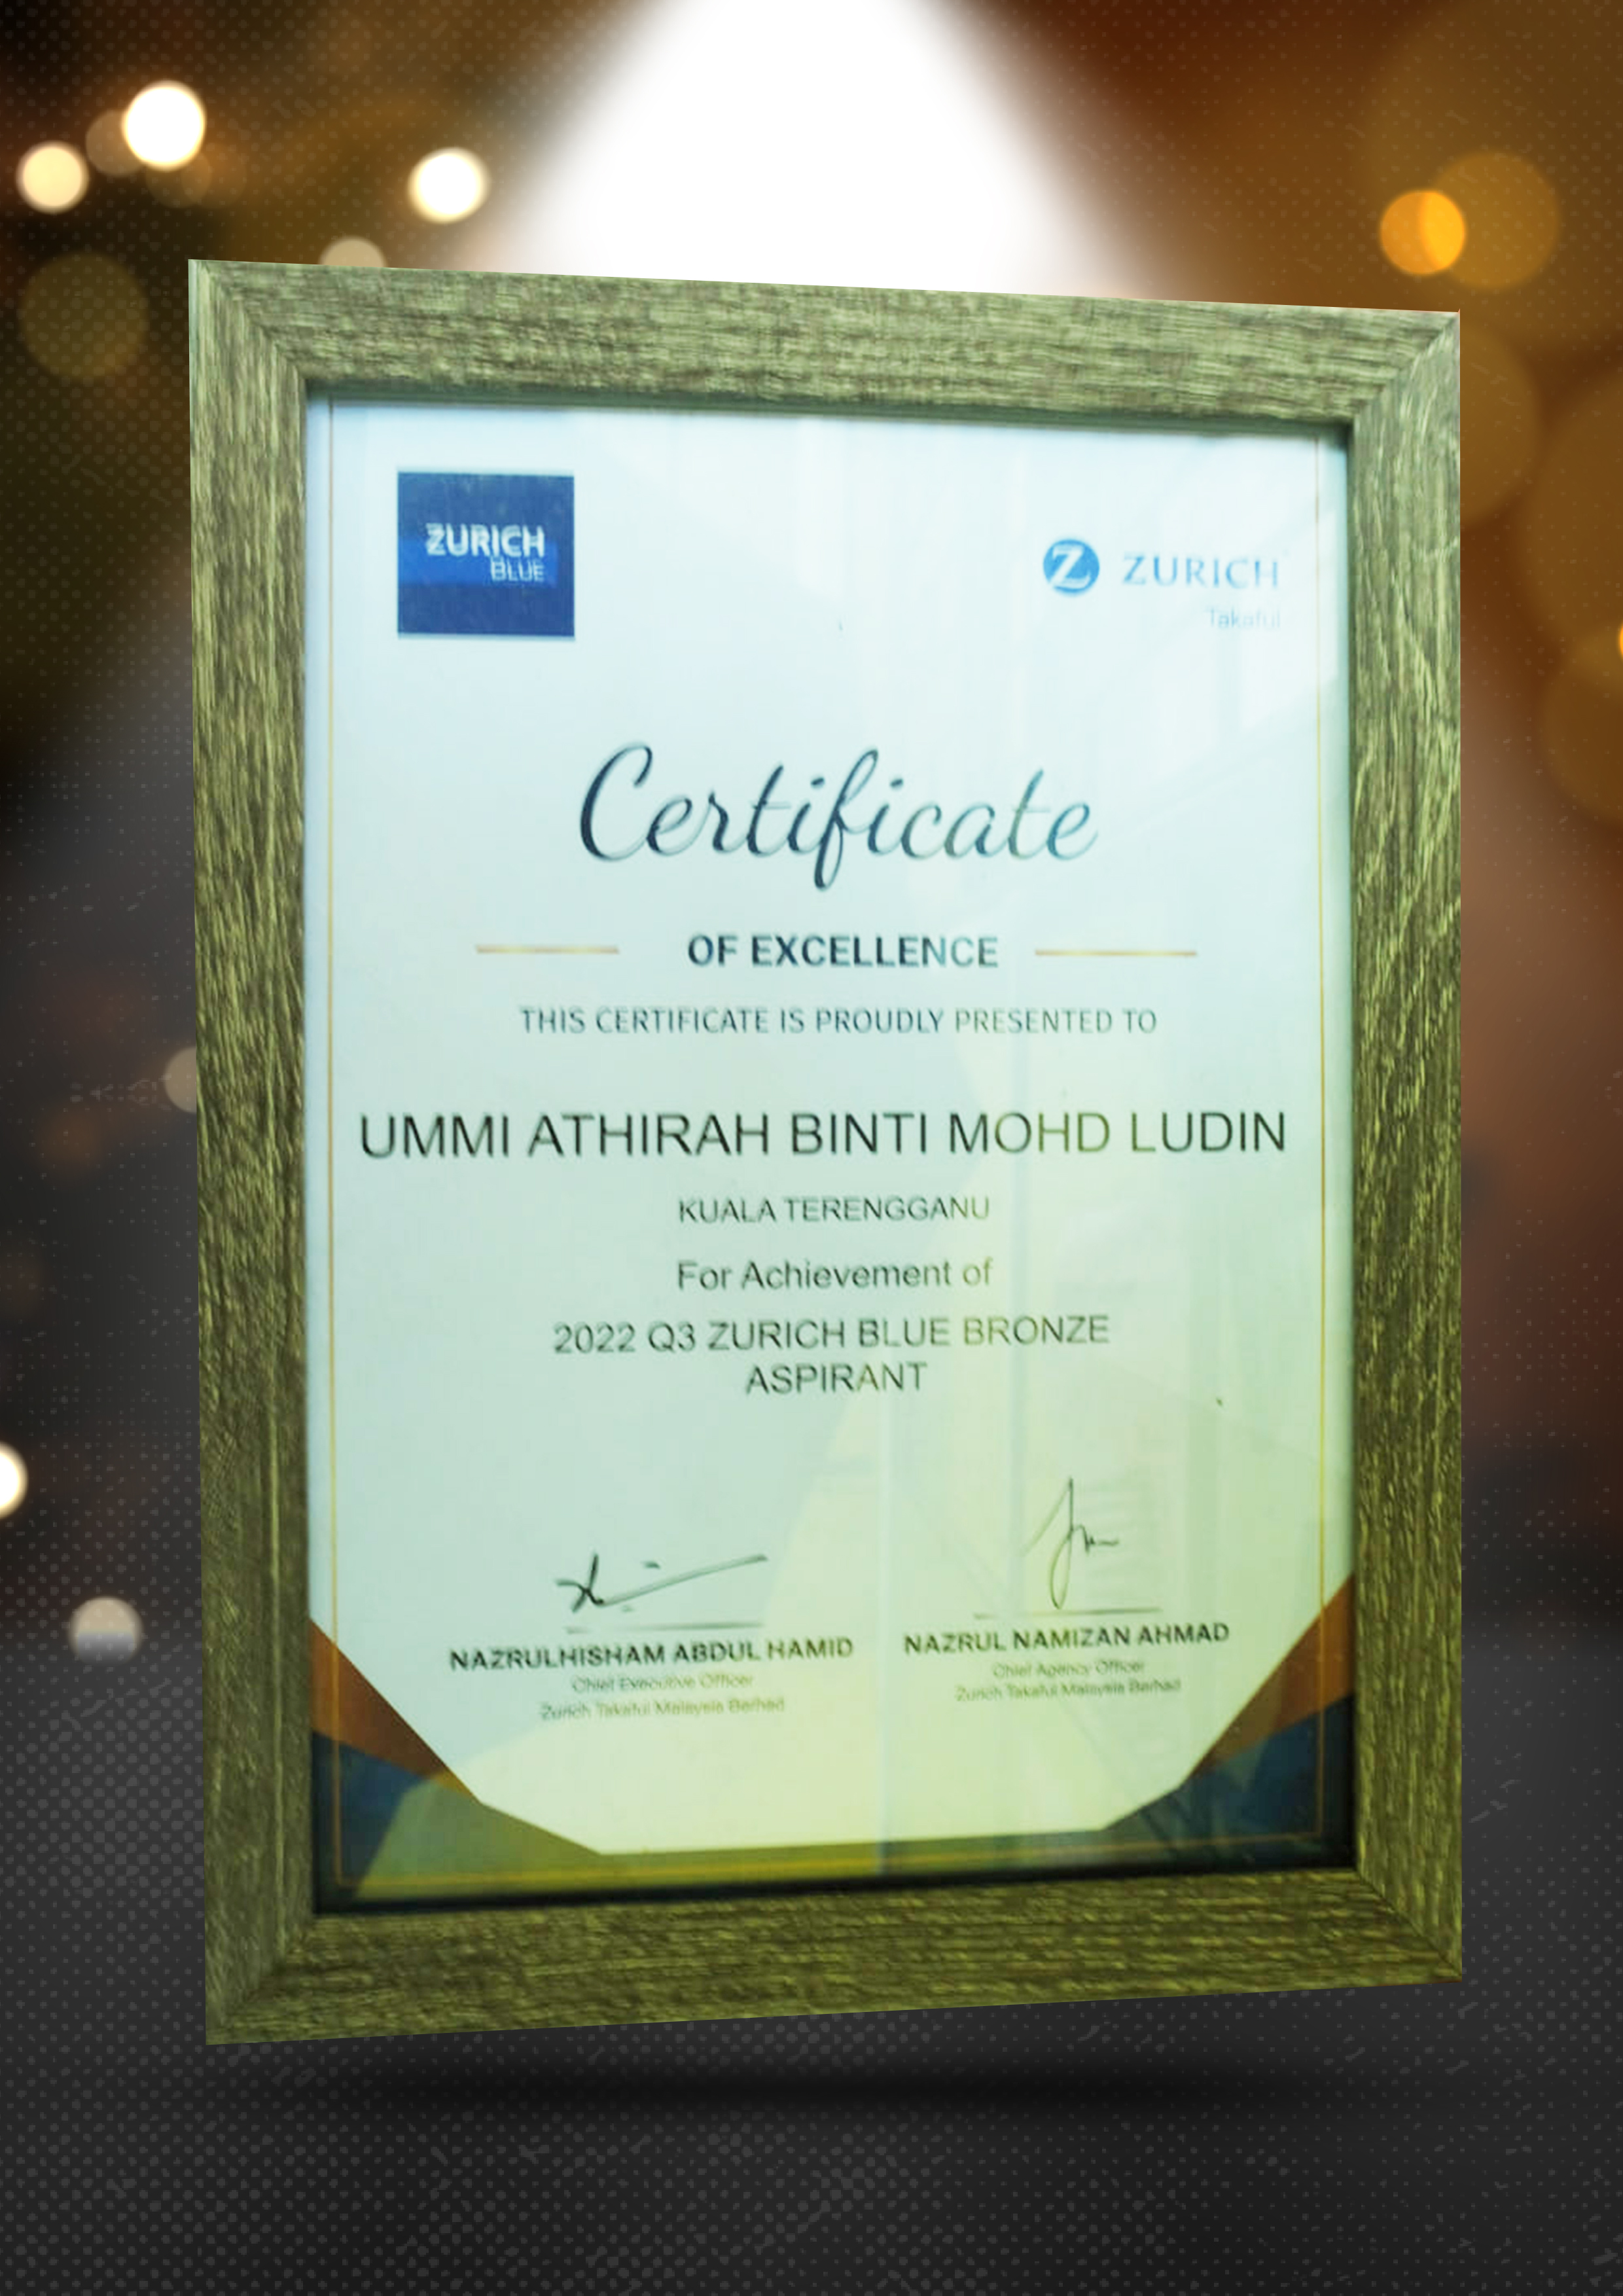 ZURICH
BLUE
ZURICH
Takaful
Certificate
OF EXCELLENCE
THIS CERTIFICATE IS PROUDLY PRESENTED TO
UMMI ATHIRAH BINTI MOHD LUDIN
KUALA TERENGGANU
For Achievement of
2022 Q3 ZURICH BLUE BRONZE
ASPIRANT
NAZRULHISHAM ABDUL HAMID
Chief Executive Officer
Zurich Takaful Malaysia Berhad
NAZRUL NAMIZAN AHMAD
Chief Agency Officer
Zurich Takaful Malaysia Berhad